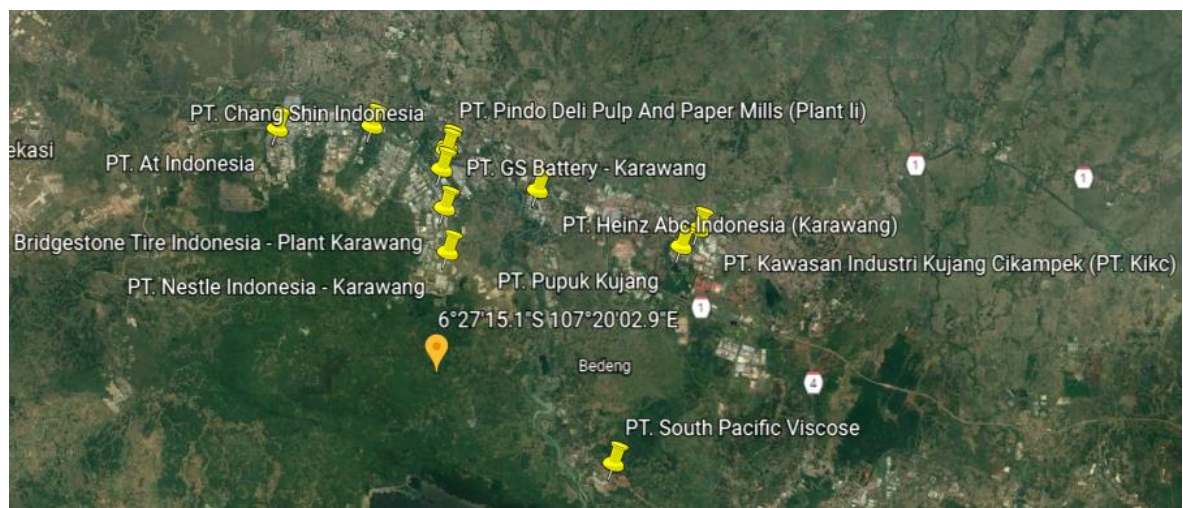 PT. Chang Shin Indonesia
PT. Pindo Deli Pulp And Paper Mills (Plant Ii)
ekasi
PT. At Indonesia
PT. GS Battery - Karawang
1
1
PT. Heinz Abc Indonesia (Karawang)
Bridgestone Tire Indonesia - Plant Karawang
PT. Kawasan Industri Kujang Cikampek (PT. Kikc)
PT. Nestle Indonesia - Karawang
PT. Pupuk Kujang
1
6°27'15.1"S 107°20'02.9"E
Bedeng
4
PT. South Pacific Viscose